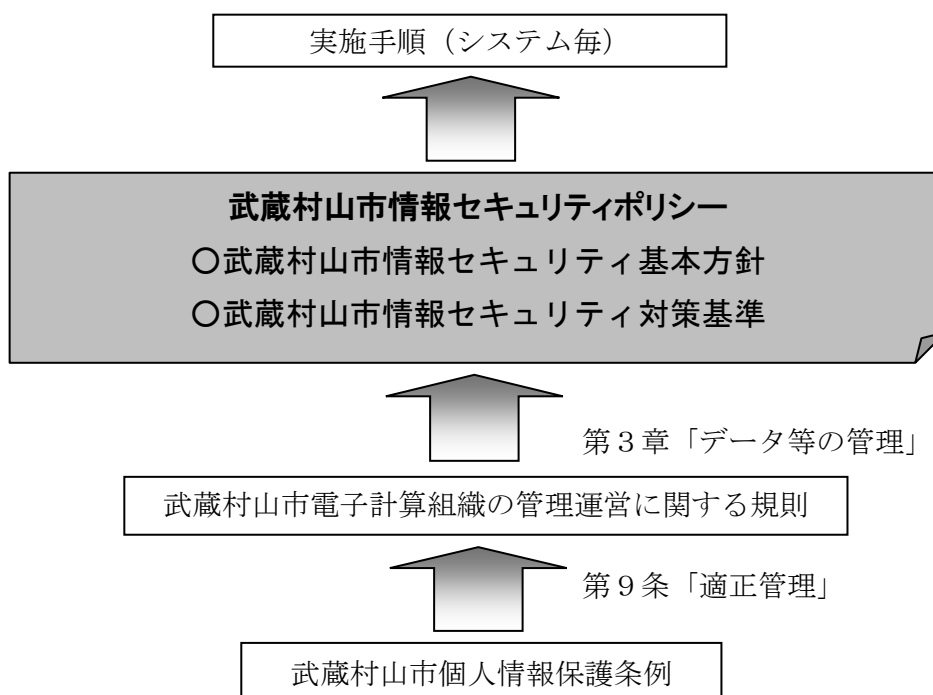 実施手順（システム毎）
武蔵村山市情報セキュリティポリシー
○武蔵村山市情報セキュリティ基本方針
○武蔵村山市情報セキュリティ対策基準
第３章「データ等の管理」
武蔵村山市電子計算組織の管理運営に関する規則
第９条「適正管理」
武蔵村山市個人情報保護条例